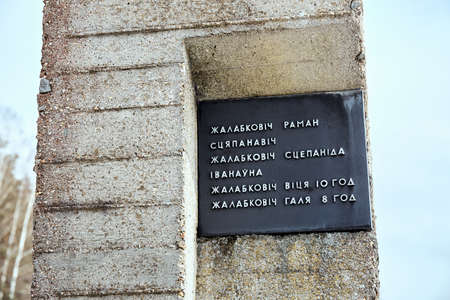 ЖАЛАБКОВІЧ РАМАН
СЦЯПАНАВІЧ
ЖАЛАБКОВІЧ СЦЕПАНІДА
ІВАНАЎНА
ЖАЛАБКОВІЧ ВІЦЯ 10 ГОД
ЖАЛАБКОВІЧ ГАЛЯ 8 ГОД